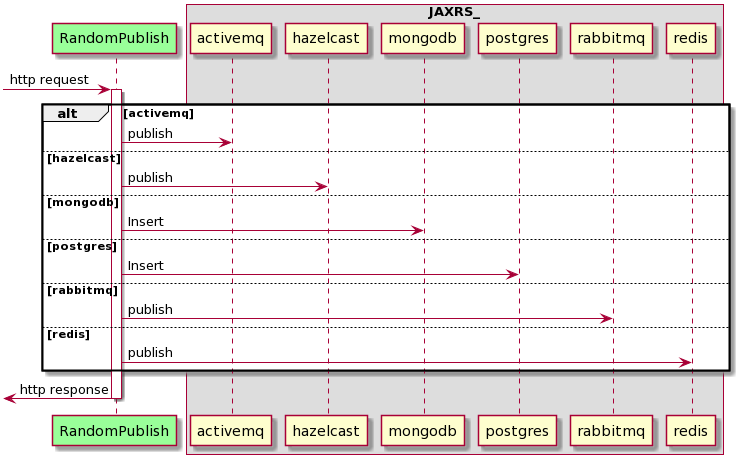 JAXRS_
RandomPublish activemq hazelcast mongodb postgres rabbitmq redis
http request
alt [activemq]
publish
[hazelcast]
publish
[mongodb]
Insert
[postgres]
Insert
[rabbitmq]
publish
[redis]
publish
http response
RandomPublish activemq hazelcast mongodb postgres rabbitmq redis